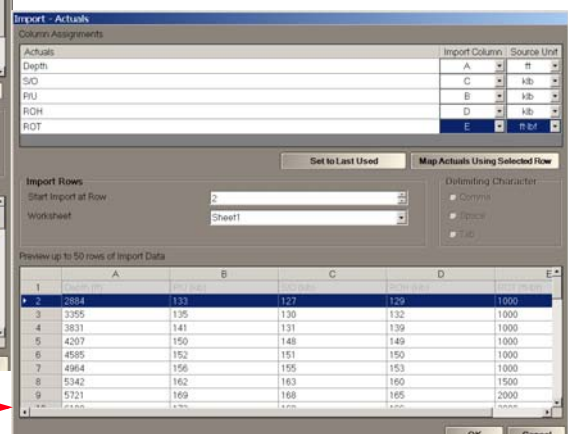 Import - Actuals
Column Assignments
Actuals Import Column Source Unit
Depth A ft
S/O C klb
P/U B klb
ROH D klb
ROT E ft-lbf
Set to Last Used Map Actuals Using Selected Row
Import Rows Delimiting Character
Start Import at Row 2 Comma
Worksheet Sheet1 Space
Tab
Preview up to 50 rows of Import Data
A B C D E
1 Depth (ft) P/U (klb) S/O (klb) ROH (klb) ROT (ft-lbf)
2 2884 133 127 129 1000
3 3355 135 130 132 1000
4 3831 141 131 139 1000
5 4207 150 148 149 1000
6 4585 152 151 150 1000
7 4964 156 155 153 1000
8 5342 162 163 160 1500
9 5721 169 168 165 2000
OK Cancel